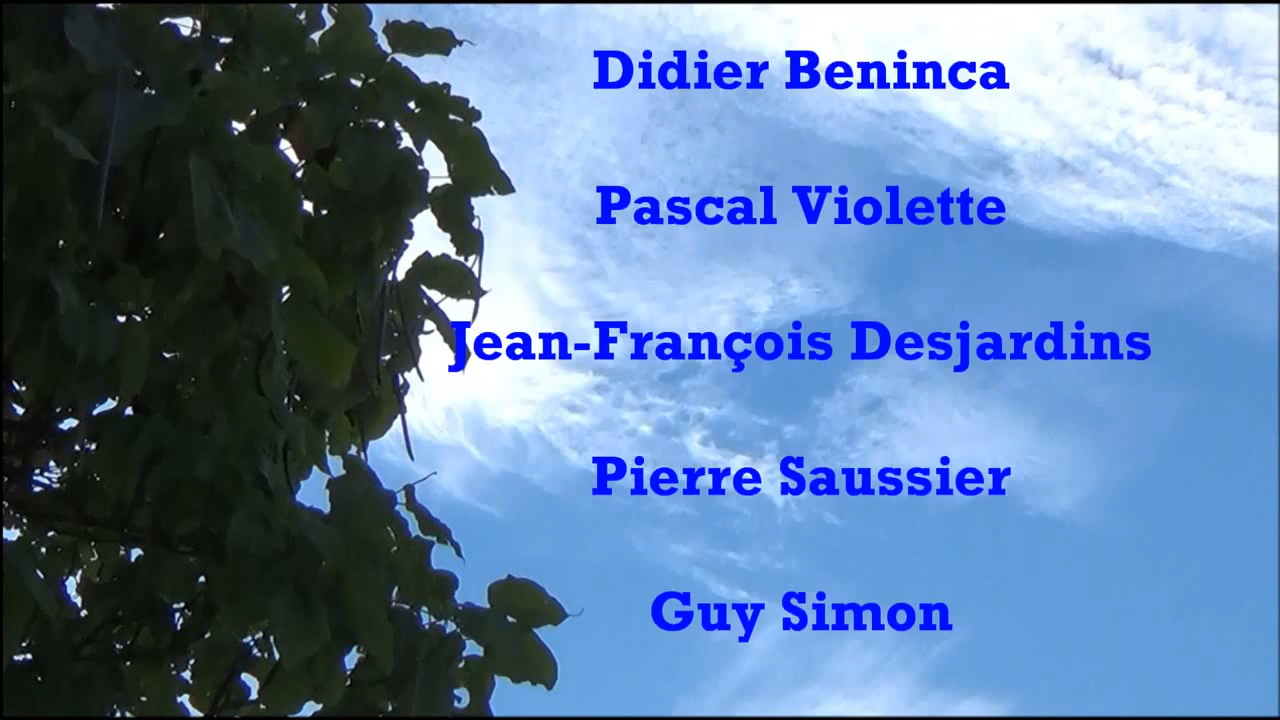 Didier Beninca
Pascal Violette
Jean-François Desjardins
Pierre Saussier
Guy Simon